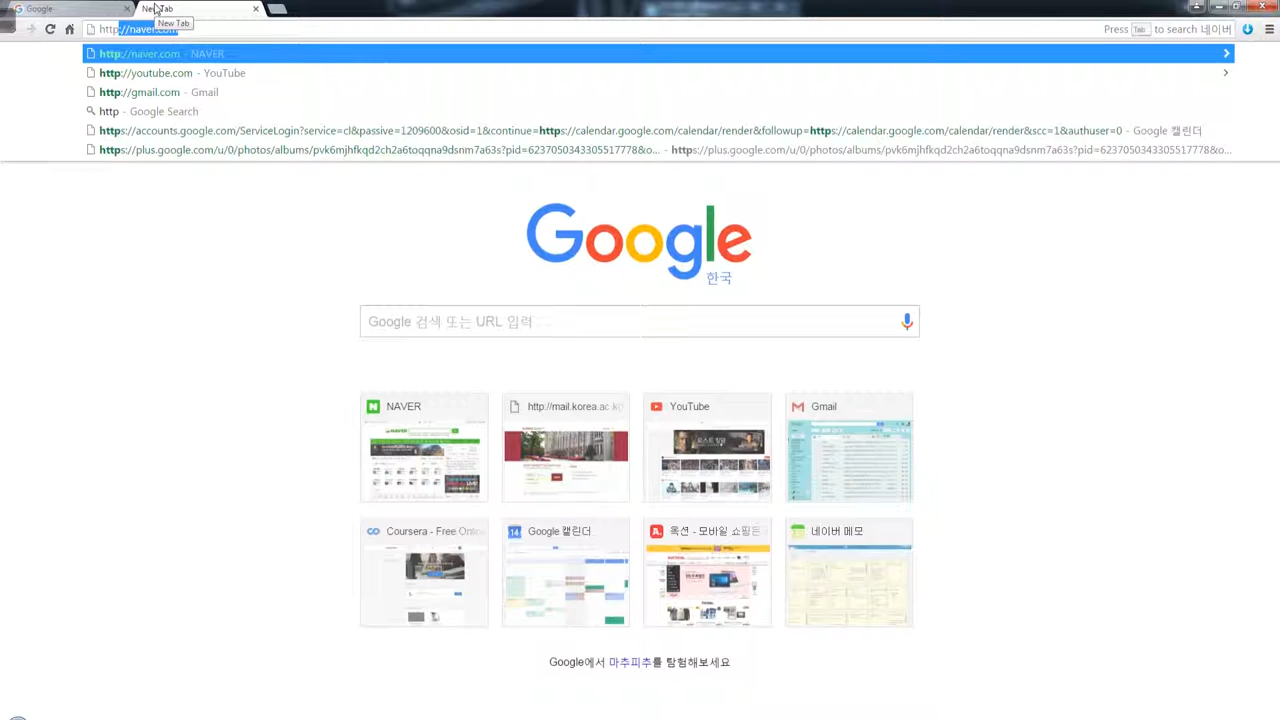 Google
New Tab
New Tab
http://naver.com
Press Tab to search 네이버
http://naver.com - NAVER
http://youtube.com - YouTube
http://gmail.com - Gmail
http - Google Search
https://accounts.google.com/ServiceLogin?service=cl&passive=1209600&osid=1&continue=https://calendar.google.com/calendar/render&followup=https://calendar.google.com/calendar/render&scc=1&authuser=0 - Google 캘린더
https://plus.google.com/u/0/photos/albums/pvk6mjhfkqd2ch2a6toqqna9dsnm7a63s?pid=6237050343305517778&o... - https://plus.google.com/u/0/photos/albums/pvk6mjhfkqd2ch2a6toqqna9dsnm7a63s?pid=6237050343305517778&o...
Google
한국
Google 검색 또는 URL 입력
NAVER
http://mail.korea.ac.k
YouTube
Gmail
Coursera - Free Onlin
Google 캘린더
옥션 - 모바일 쇼핑은
네이버 메모
Google에서 마추피추를 탐험해보세요